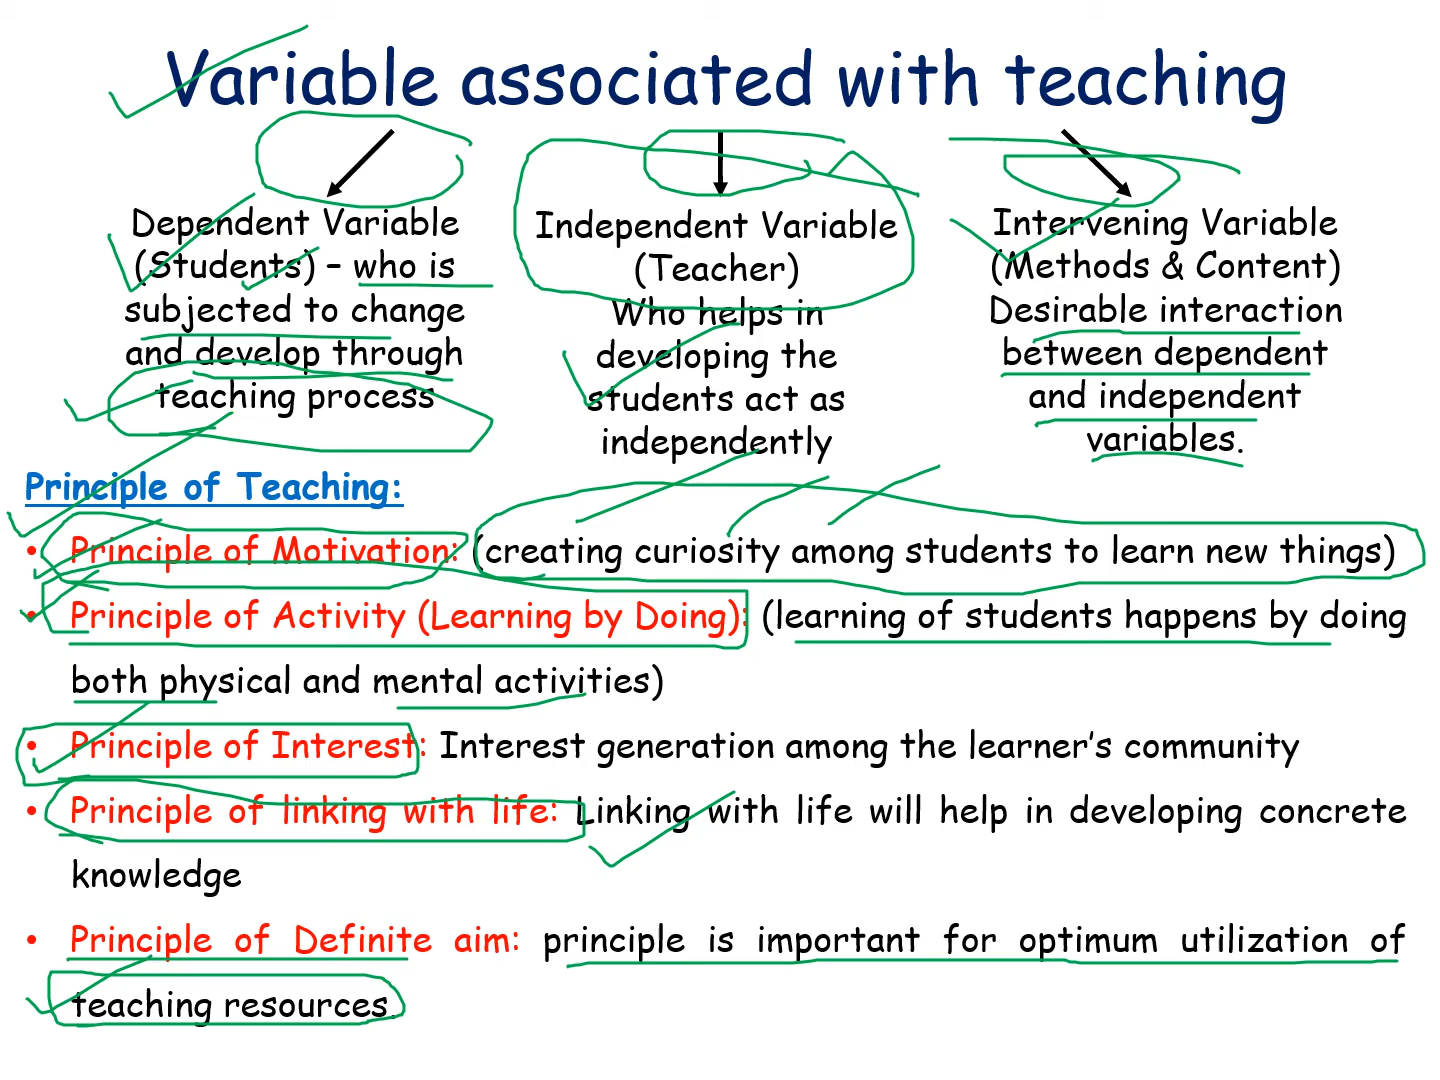 Variable associated with teaching
Dependent Variable
(Students) – who is
subjected to change
and develop through
teaching process
Independent Variable
(Teacher)
Who helps in
developing the
students act as
independently
Intervening Variable
(Methods & Content)
Desirable interaction
between dependent
and independent
variables.
Principle of Teaching:
• Principle of Motivation: (creating curiosity among students to learn new things)
• Principle of Activity (Learning by Doing): (learning of students happens by doing
both physical and mental activities)
• Principle of Interest: Interest generation among the learner's community
• Principle of linking with life: Linking with life will help in developing concrete
knowledge
• Principle of Definite aim: principle is important for optimum utilization of
teaching resources.